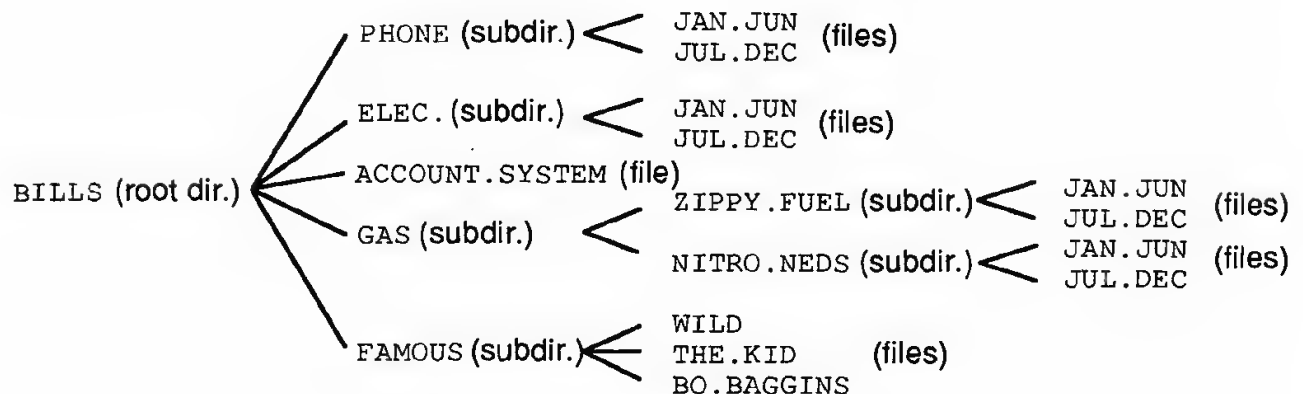 PHONE (subdir.)
JAN.JUN
JUL.DEC
(files)
ELEC. (subdir.)
JAN.JUN
JUL.DEC
(files)
BILLS (root dir.)
ACCOUNT.SYSTEM (file)
GAS (subdir.)
ZIPPY.FUEL (subdir.)
JAN.JUN
JUL.DEC
(files)
NITRO.NEDS (subdir.)
JAN.JUN
JUL.DEC
(files)
FAMOUS (subdir.)
WILD
THE.KID
BO.BAGGINS
(files)